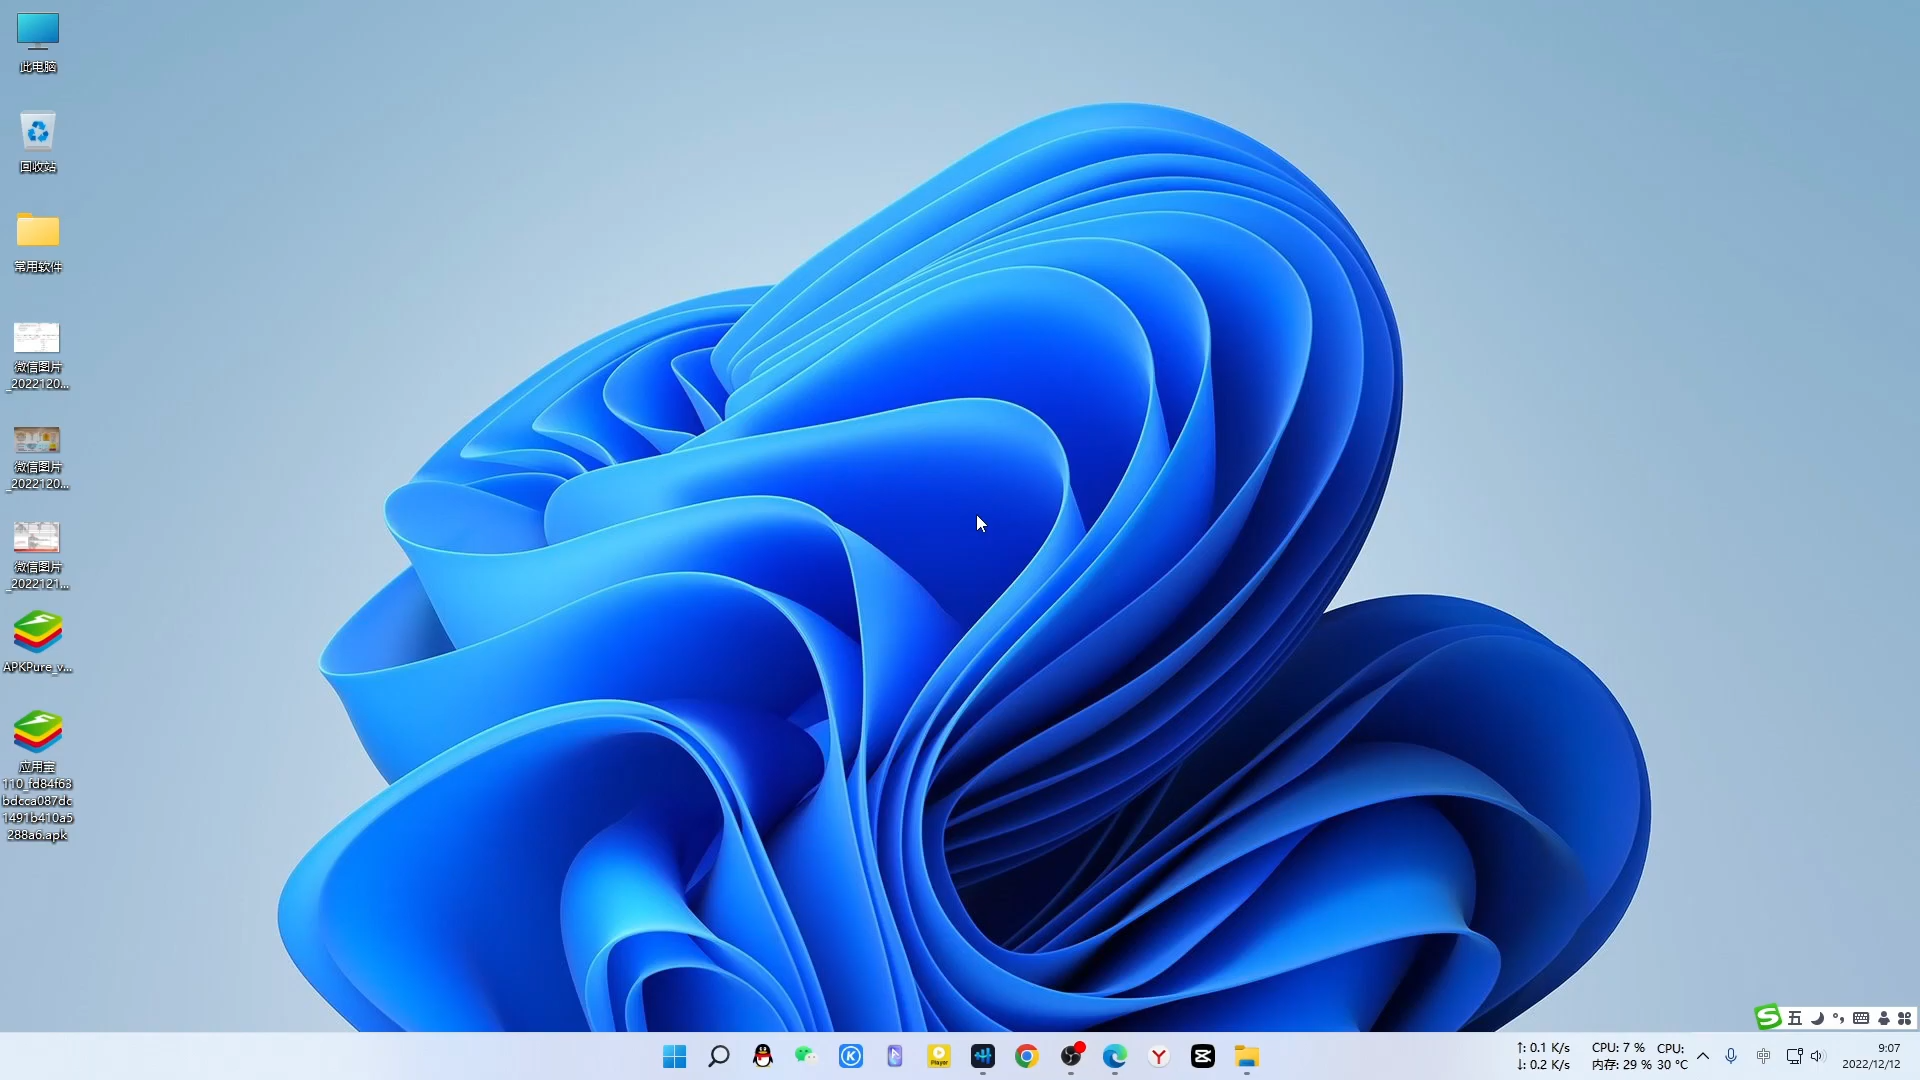 此电脑
回收站
常用软件
微信图片
_2022120...
微信图片
_2022120...
微信图片
_2022121...
APKPure_v...
应用宝
110_fd84f63
bdcca087dc
1491b410a5
288a6.apk
S 五
Player
↑: 0.1 K/s CPU: 7 % CPU:
↓: 0.2 K/s 内存: 29 % 30 °C
中
9:07
2022/12/12